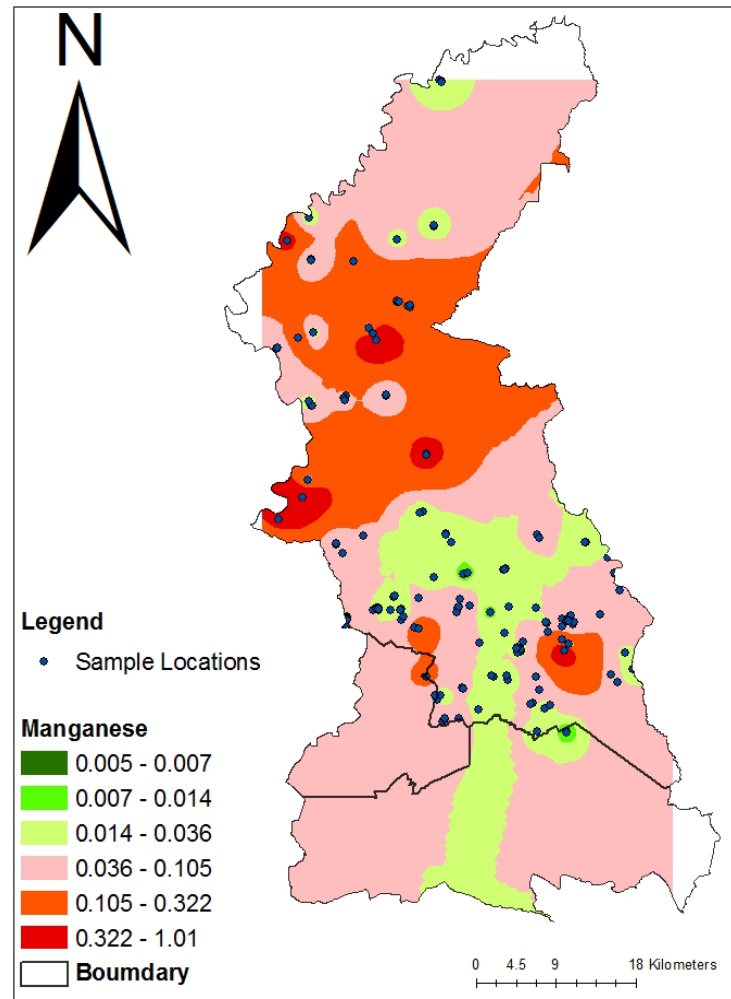 N
Legend
Sample Locations
Manganese
0.005 - 0.007
0.007 - 0.014
0.014 - 0.036
0.036 - 0.105
0.105 - 0.322
0.322 - 1.01
Boumdary
0 4.5 9 18 Kilometers